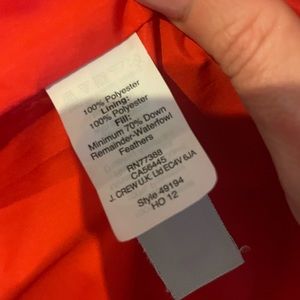 100% Polyester
Lining:
100% Polyester
Fill:
Minimum 70% Down
Remainder-Waterfowl
Feathers
RN77388
CA56445
J. CREW U.K. Ltd EC4V 6JA
Style 49194
HO 12